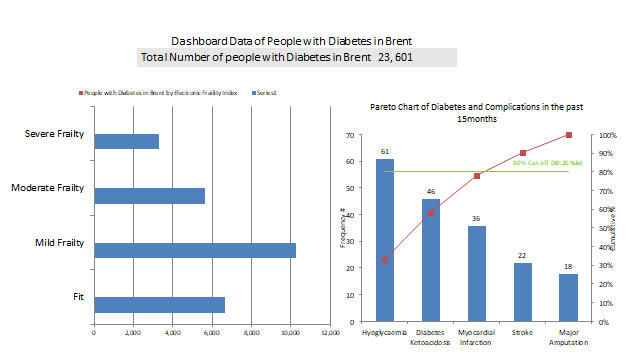 Dashboard Data of People with Diabetes in Brent
Total Number of people with Diabetes in Brent 23, 601
People with Diabetes in Brent by Electronic Fraility Index
Series1
Severe Frailty
Moderate Frailty
Mild Frailty
Fit
0 2,000 4,000 6,000 8,000 10,000 12,000
Pareto Chart of Diabetes and Complications in the past
15months
70
60
50
40
30
20
10
0
Frequency #
61
46
36
22
18
80% Cut off (80:20 Rule)
100%
90%
80%
70%
60%
50%
40%
30%
20%
10%
0%
Cumulative %
Hyoglycaemia
Diabetes
Ketoacidosis
Myocardial
Infarction
Stroke
Major
Amputation